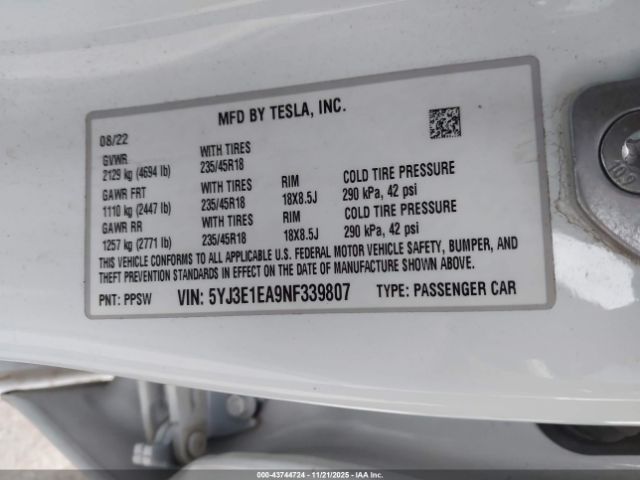 MFD BY TESLA, INC.
08/22
GVWR WITH TIRES
2129 kg (4694 lb) 235/45R18
GAWR FRT WITH TIRES RIM COLD TIRE PRESSURE
1110 kg (2447 lb) 235/45R18 18X8.5J 290 kPa, 42 psi
GAWR RR WITH TIRES RIM COLD TIRE PRESSURE
1257 kg (2771 lb) 235/45R18 18X8.5J 290 kPa, 42 psi
THIS VEHICLE CONFORMS TO ALL APPLICABLE U.S. FEDERAL MOTOR VEHICLE SAFETY, BUMPER, AND
THEFT PREVENTION STANDARDS IN EFFECT ON THE DATE OF MANUFACTURE SHOWN ABOVE.
PNT: PPSW VIN: 5YJ3E1EA9NF339807 TYPE: PASSENGER CAR
000-43744724 - 11/21/2025 - IAAC